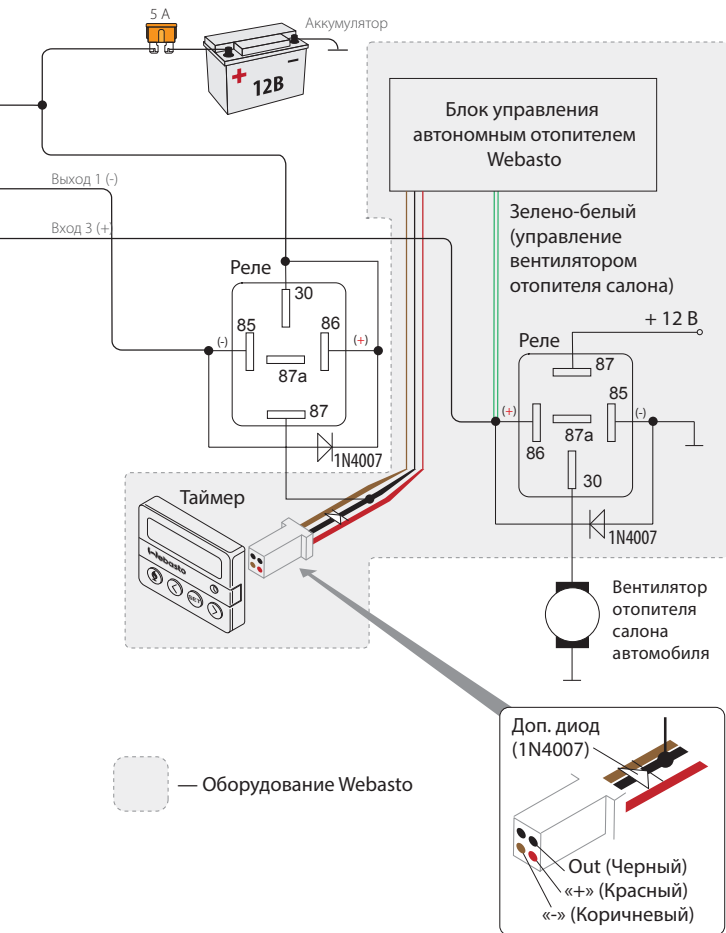 5 А
Аккумулятор
12В
Блок управления
автономным отопителем
Webasto
Выход 1 (-)
Вход 3 (+)
Зелено-белый
(управление
вентилятором
отопителя салона)
Реле
30
85
86
(-)
(+)
87a
87
1N4007
+ 12 В
Реле
87
85
(+)
(-)
86
87a
30
1N4007
Таймер
Webasto
SET
Вентилятор
отопителя
салона
автомобиля
Доп. диод
(1N4007)
— Оборудование Webasto
Out (Черный)
«+» (Красный)
«-» (Коричневый)